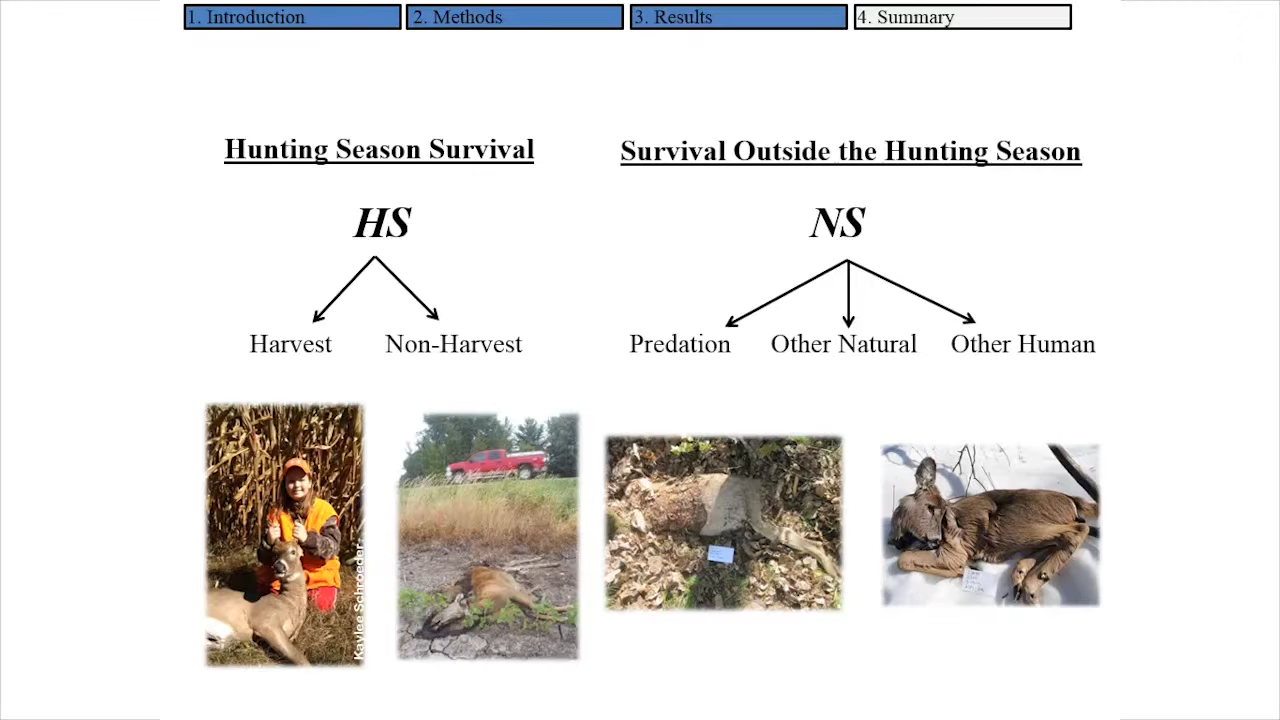 1. Introduction
2. Methods
3. Results
4. Summary
Hunting Season Survival
Survival Outside the Hunting Season
HS
NS
Harvest
Non-Harvest
Predation
Other Natural
Other Human
Kaylee Schroeder